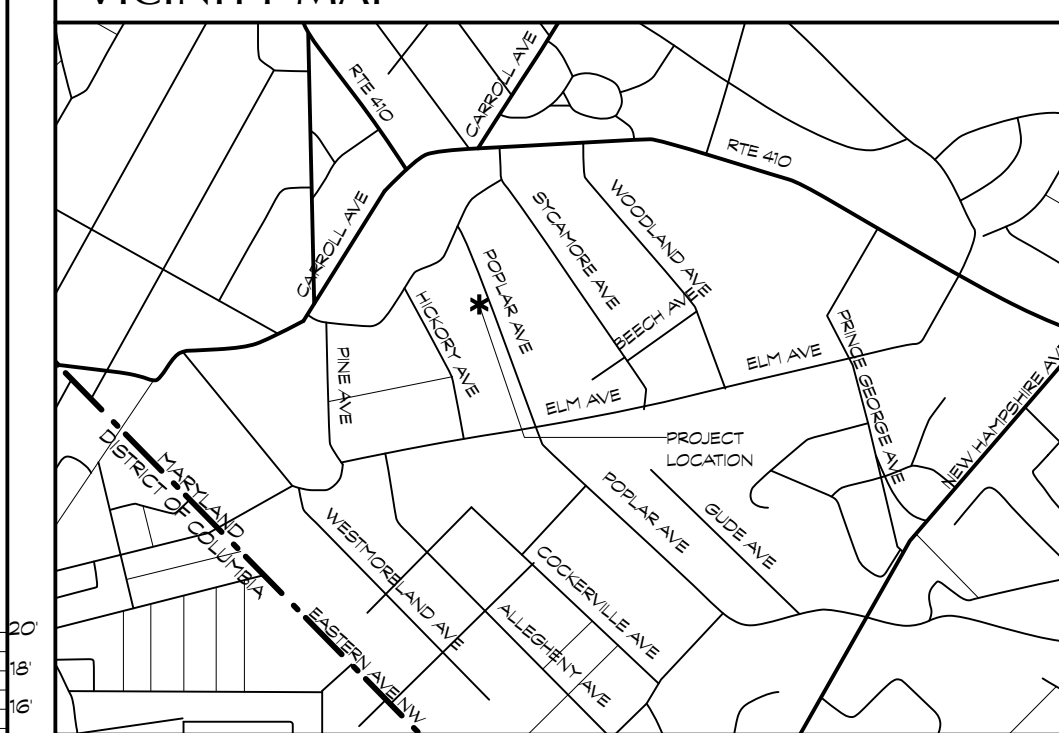 VICINITY MAP
RTE 410
CARROLL AVE
RTE 410
CARROLL AVE
SYCAMORE AVE
WOODLAND AVE
POPLAR AVE
HICKORY AVE
*
BEECH AVE
PINE AVE
ELM AVE
ELM AVE
PRINCE GEORGE AVE
NEW HAMPSHIRE AVE
PROJECT
LOCATION
MARYLAND
DISTRICT OF COLUMBIA
POPLAR AVE
GUDE AVE
WESTMORELAND AVE
COCKERVILLE AVE
ALLEGHENY AVE
EASTERN AVE NW
20'
18'
16'